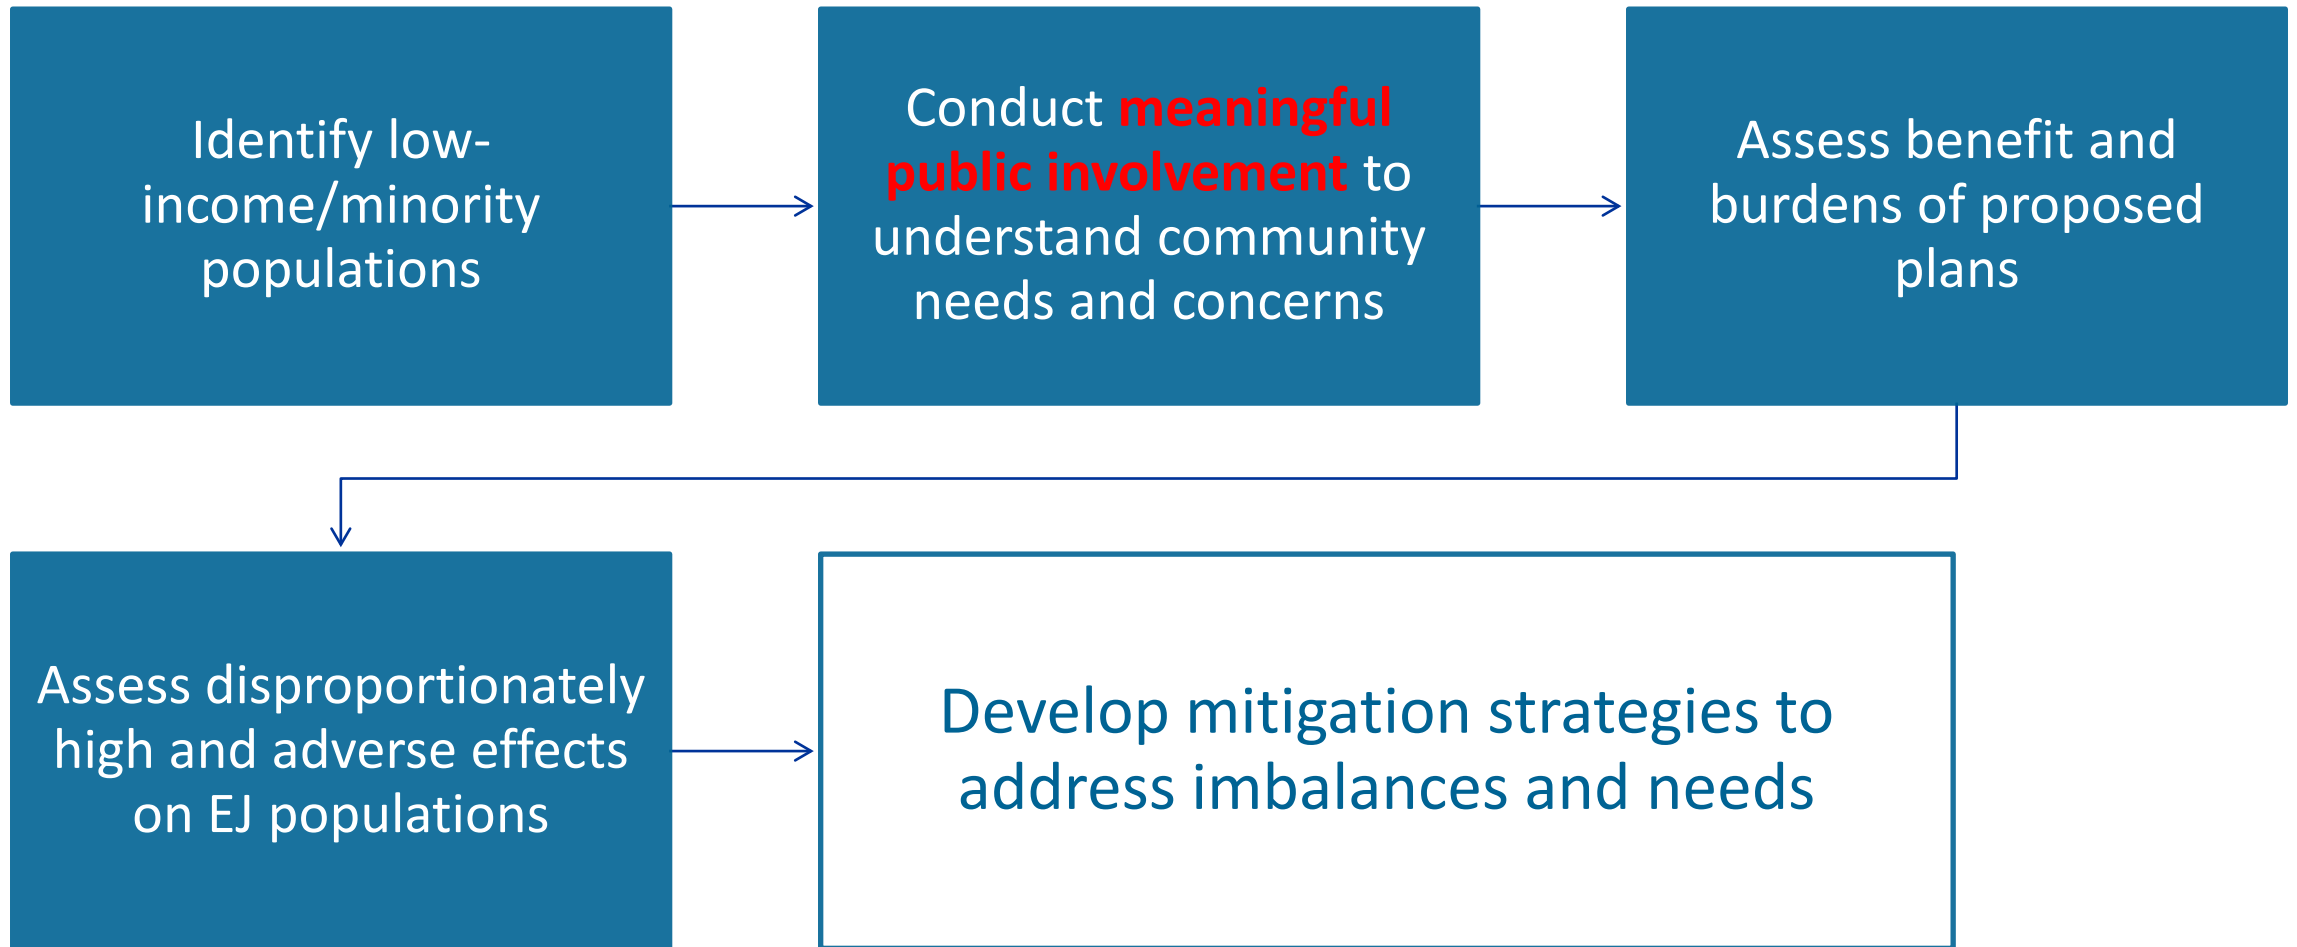 Identify low-
income/minority
populations
Conduct meaningful
public involvement to
understand community
needs and concerns
Assess benefit and
burdens of proposed
plans
Assess disproportionately
high and adverse effects
on EJ populations
Develop mitigation strategies to
address imbalances and needs